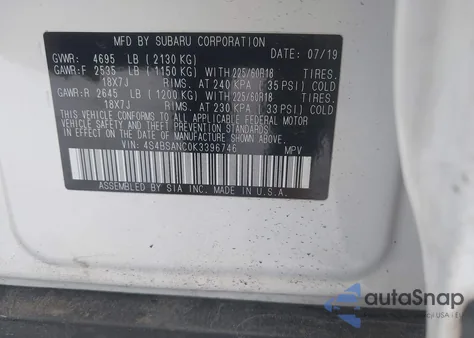 MFD BY SUBARU CORPORATION 07/19
GVWR: 4695 LB (2130 KG)
GAWR:F 2535 LB (1150 KG) WITH 225/60R18 TIRES.
18X7J RIMS. AT 240 KPA (35 PSI) COLD
GAWR:R 2645 LB (1200 KG) WITH 225/60R18 TIRES.
18X7J RIMS. AT 230 KPA (33 PSI) COLD
THIS VEHICLE CONFORMS TO ALL APPLICABLE FEDERAL MOTOR
VEHICLE SAFETY AND THEFT PREVENTION STANDARDS
IN EFFECT ON THE DATE OF MANUFACTURE SHOWN ABOVE.
VIN: 4S4BSANC0K3396746 MPV
ASSEMBLED BY SIA INC. MADE IN U.S.A.
autoSnap
USA